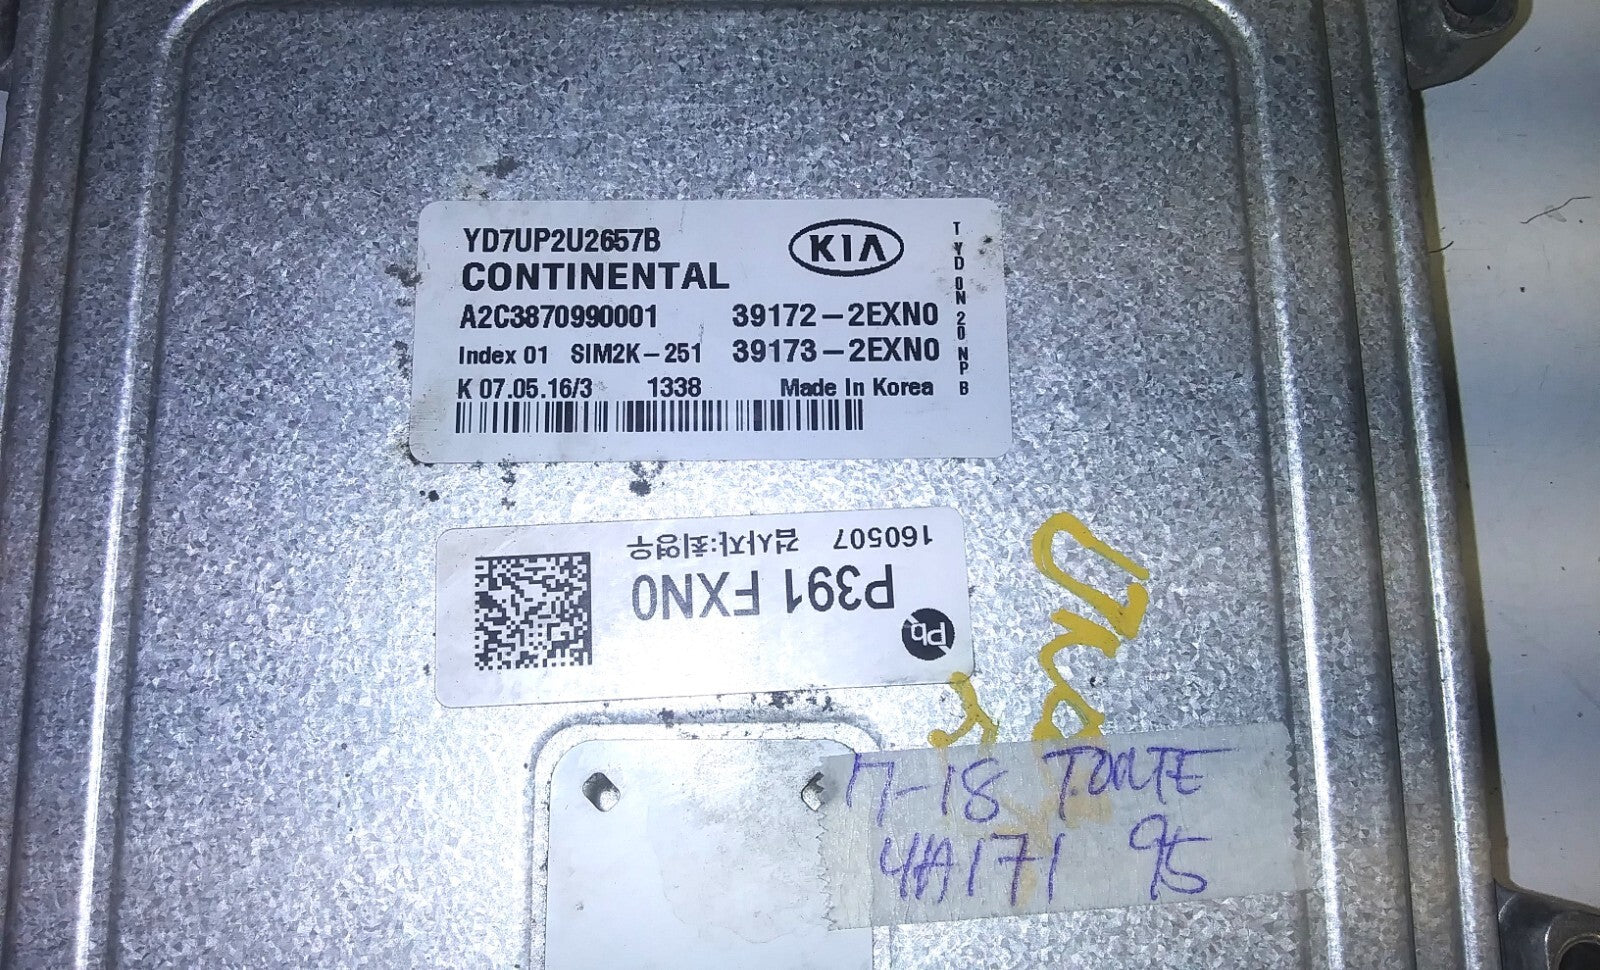 YD7UP2U2657B
KIA
CONTINENTAL
A2C3870990001 39172-2EXN0
Index 01 SIM2K-251 39173-2EXN0
K 07.05.16/3 1338 Made In Korea
TYDON20NPB
160507 검사자:최영우
P391 FXN0
Pb
17-18 FORTE
4A171 95